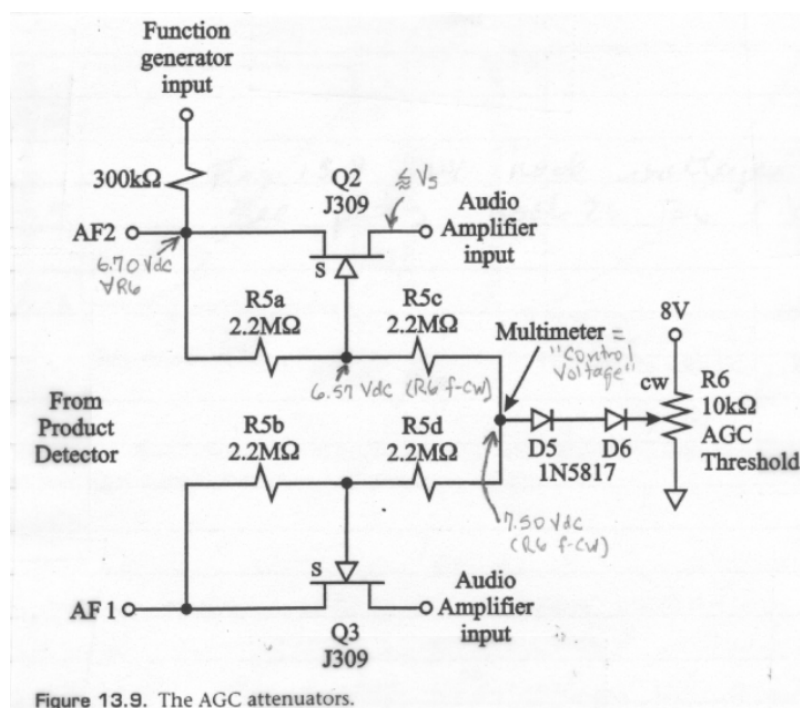 Function
generator
input
300kΩ
Q2
J309
≲ VS
Audio
Amplifier
input
AF2
6.70 Vdc
∀R6
S
R5a
2.2MΩ
R5c
2.2MΩ
Multimeter =
"control
Voltage"
8V
cw
R6
10kΩ
AGC
Threshold
6.57 Vdc (R6 f-cw)
From
Product
Detector
R5b
2.2MΩ
R5d
2.2MΩ
D5
D6
1N5817
7.50 Vdc
(R6 f-cw)
S
AF 1
Q3
J309
Audio
Amplifier
input
Figure 13.9. The AGC attenuators.